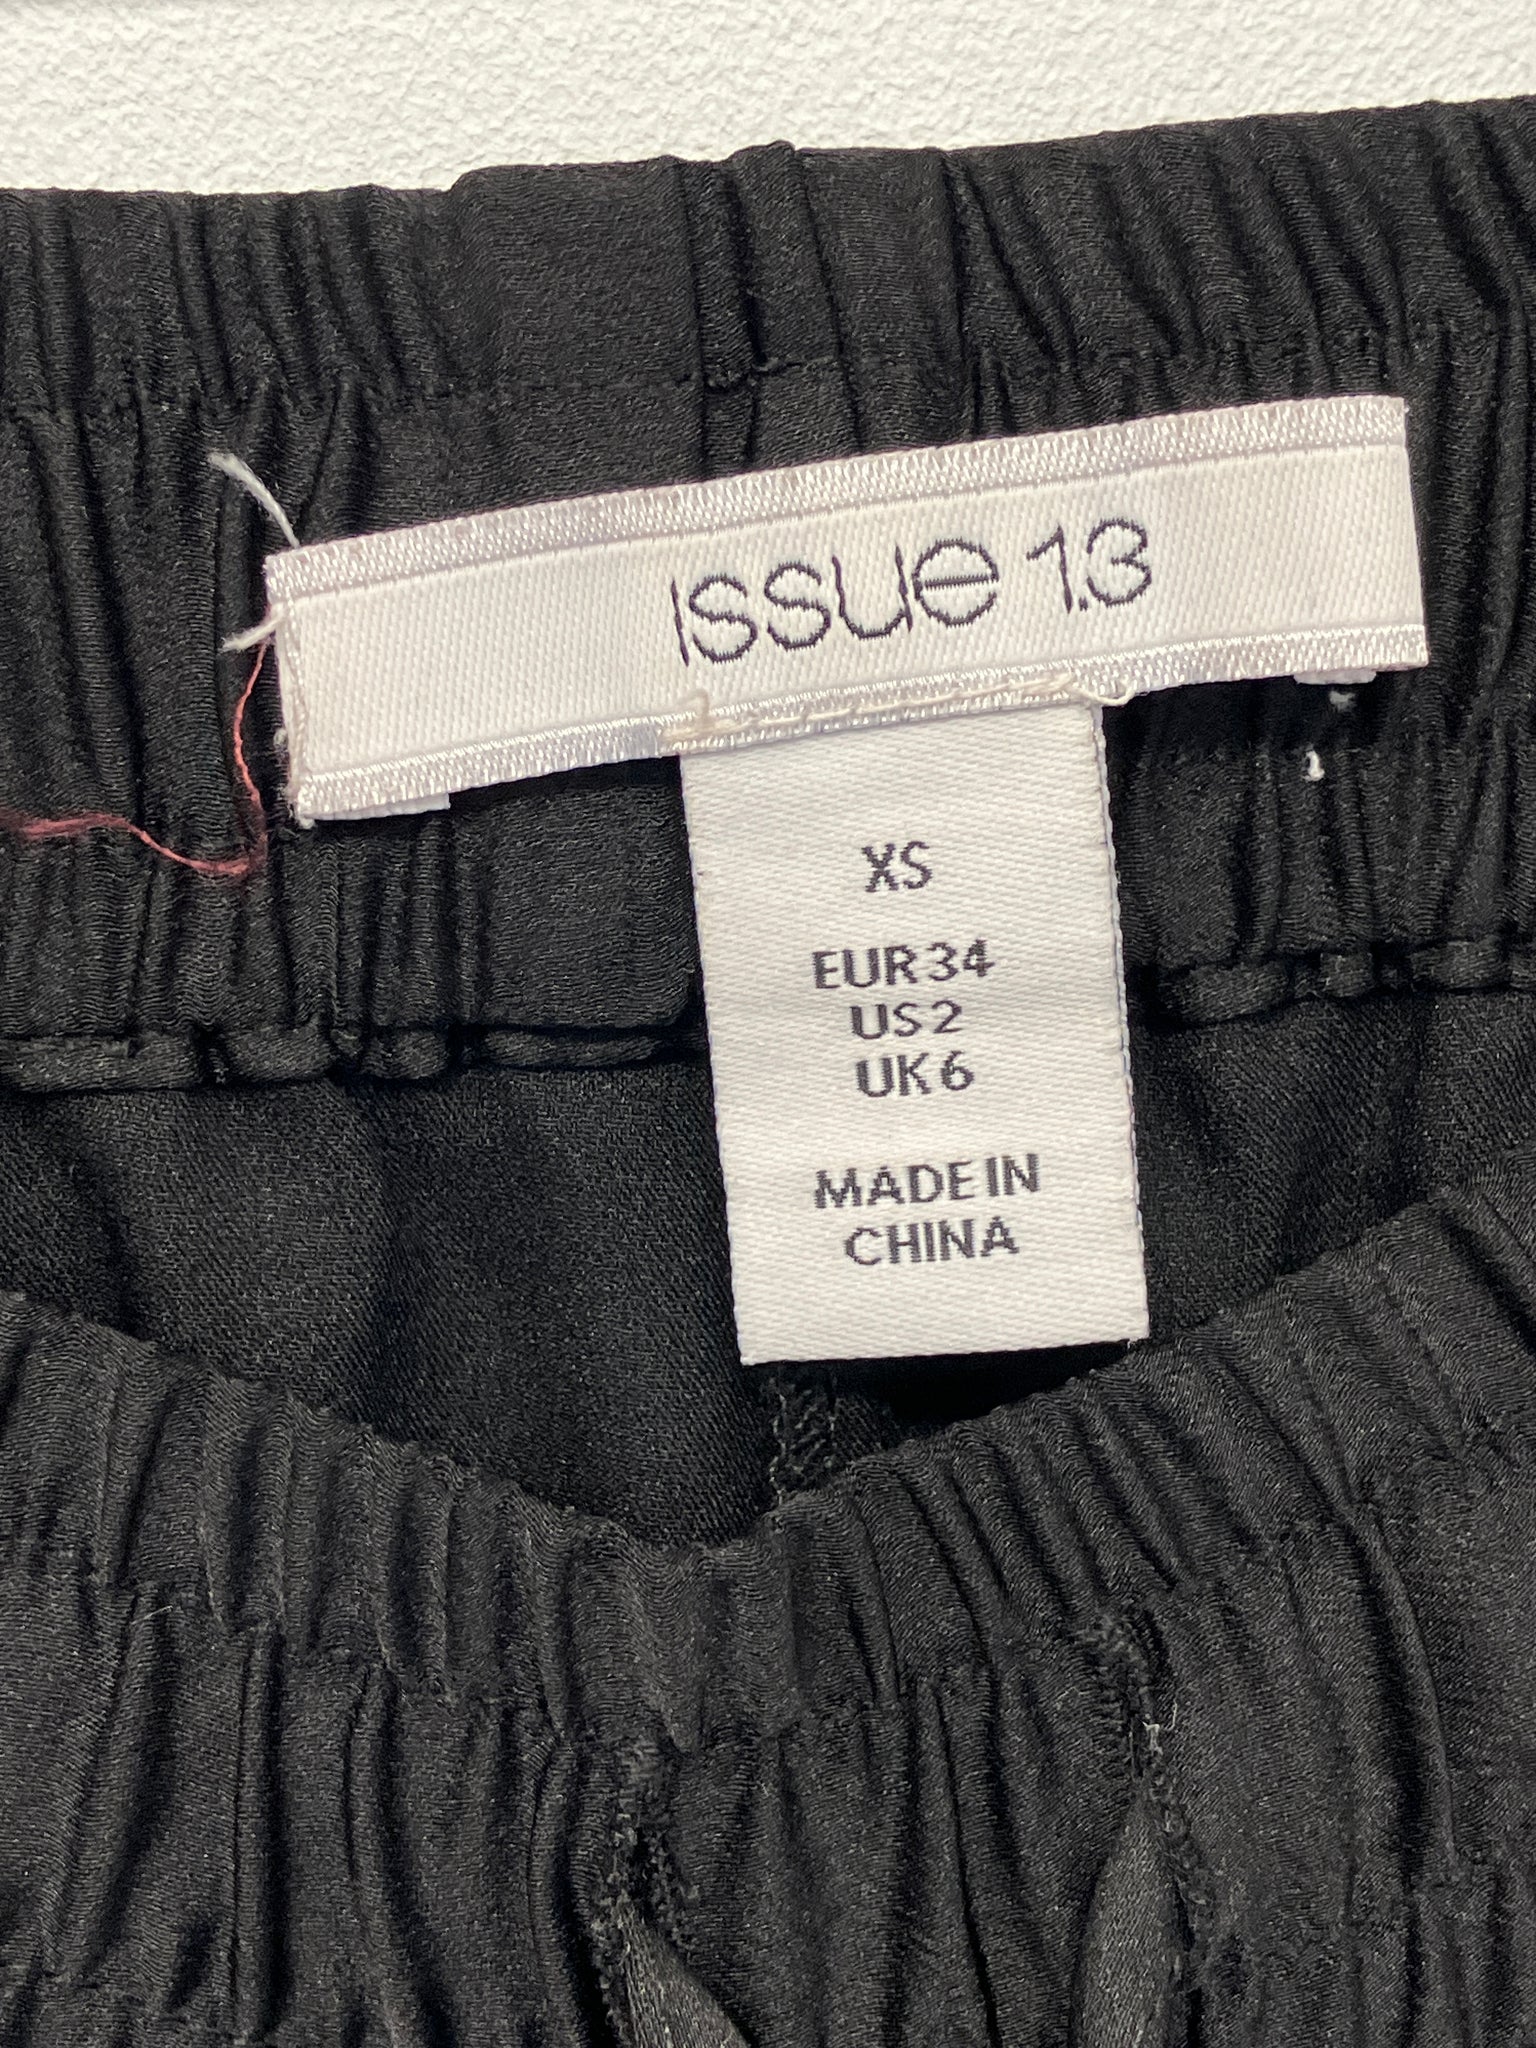 issue 1.3
XS
EUR 34
US 2
UK 6
MADE IN
CHINA